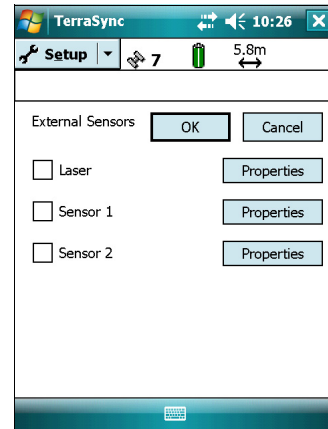 TerraSync 10:26
Setup 7 5.8m
External Sensors OK Cancel
Laser Properties
Sensor 1 Properties
Sensor 2 Properties